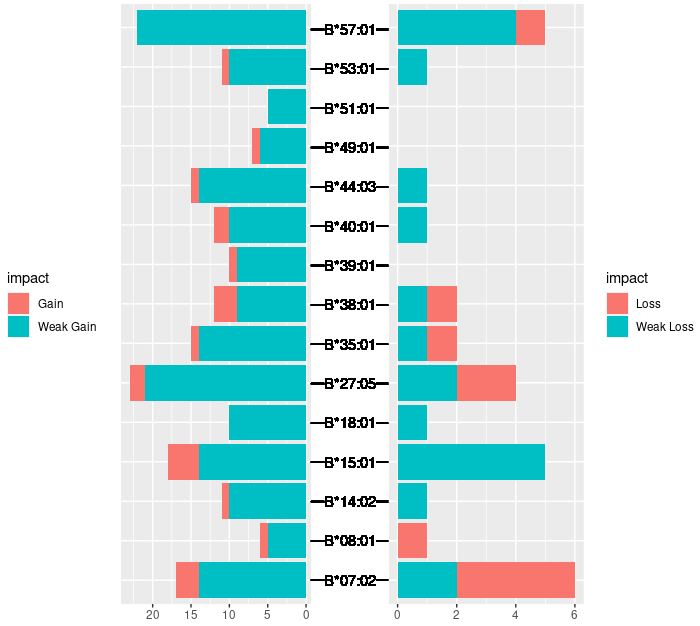 B*57:01
B*53:01
B*51:01
B*49:01
B*44:03
B*40:01
B*39:01
B*38:01
B*35:01
B*27:05
B*18:01
B*15:01
B*14:02
B*08:01
B*07:02
impact
Gain
Weak Gain
impact
Loss
Weak Loss
20 15 10 5 0
0 2 4 6